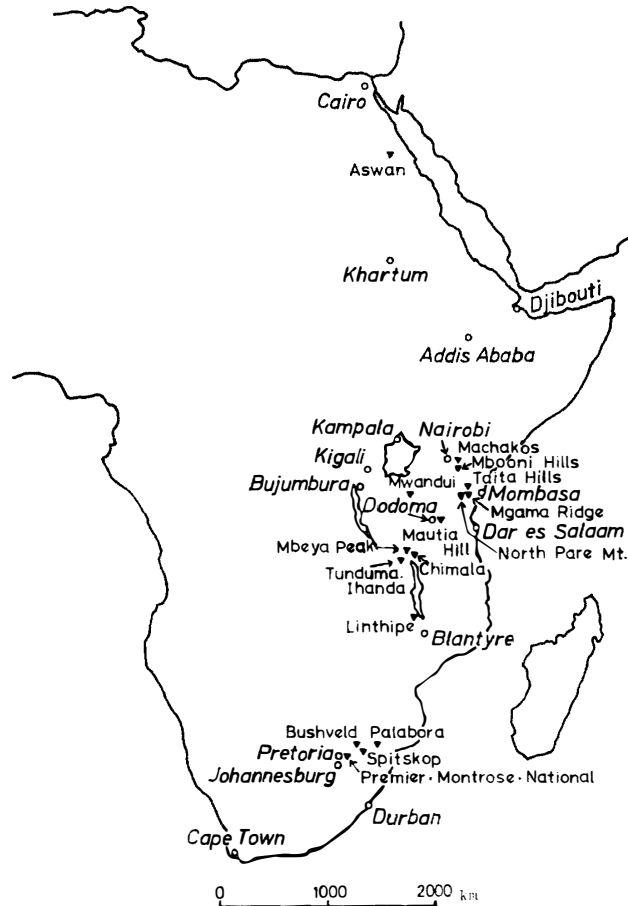 Cairo
Aswan
Khartum
Djibouti
Addis Ababa
Kampala
Nairobi
Machakos
Kigali
Mbooni Hills
Mwandui
Taita Hills
Bujumbura
Mombasa
Dodoma
Mgama Ridge
Mautia
Hill
Dar es Salaam
Mbeya Peak
North Pare Mt.
Chimala
Tunduma.
Ihanda
Linthipe
Blantyre
Bushveld Palabora
Pretoria
Spitskop
Johannesburg
Premier·Montrose·National
Durban
Cape Town
0 1000 2000 km